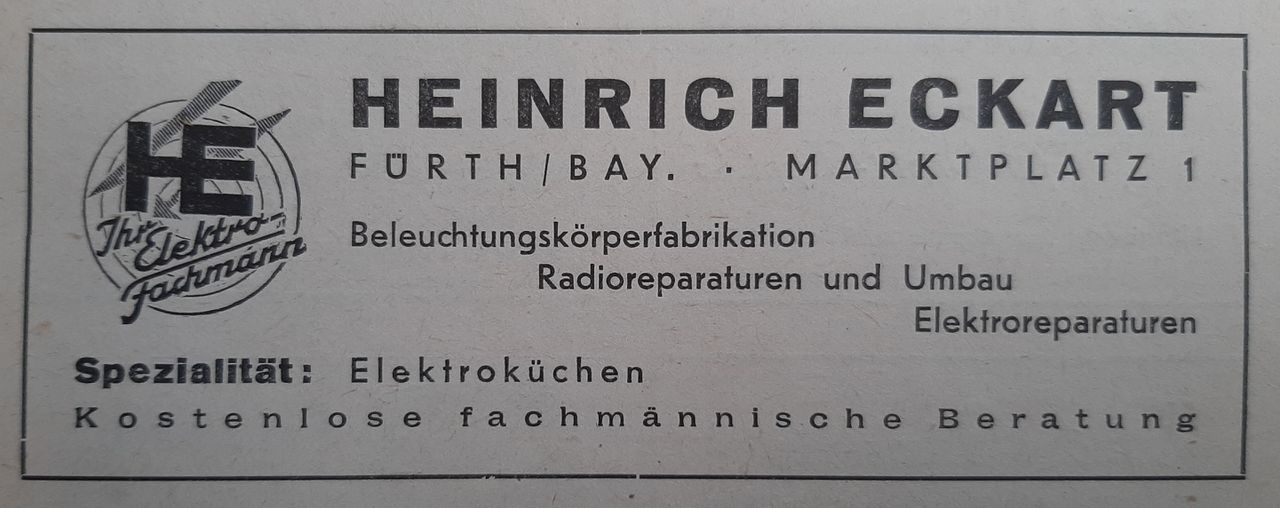 HE
Ihr Elektro-
Fachmann
HEINRICH ECKART
FÜRTH/BAY. · MARKTPLATZ 1
Beleuchtungskörperfabrikation
Radioreparaturen und Umbau
Elektroreparaturen
Spezialität: Elektroküchen
Kostenlose fachmännische Beratung